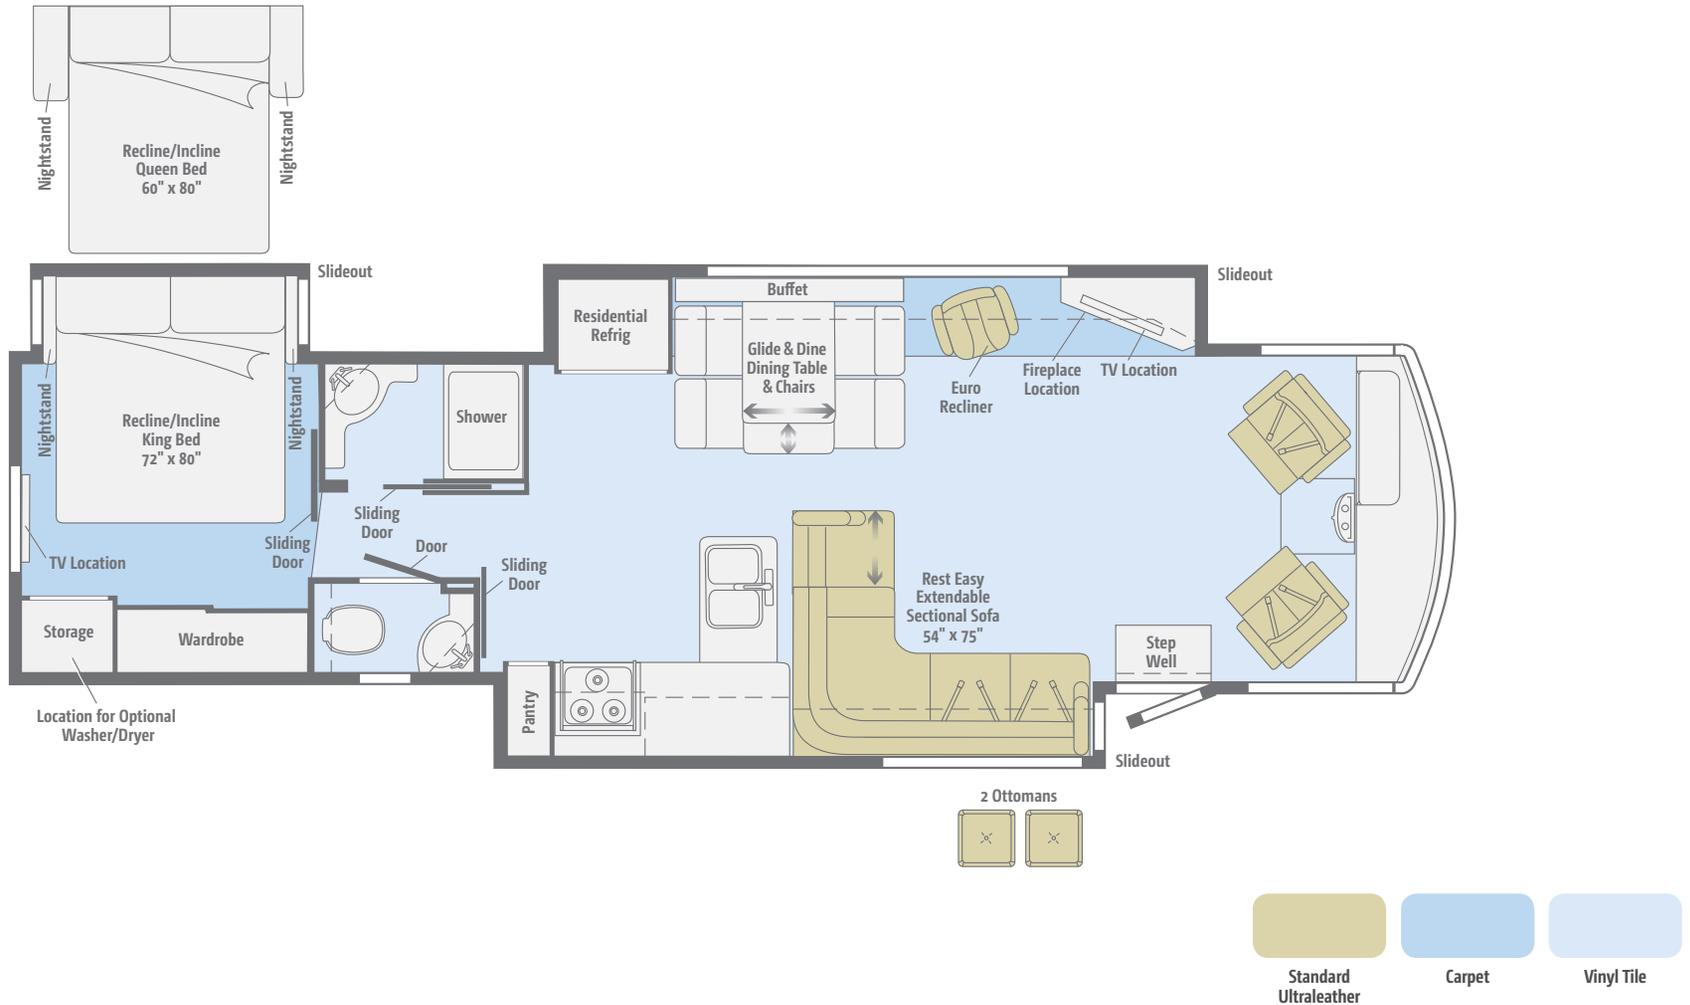 Nightstand
Nightstand
Recline/Incline
Queen Bed
60" x 80"
Slideout
Slideout
Nightstand
Nightstand
Recline/Incline
King Bed
72" x 80"
TV Location
Sliding
Door
Storage
Wardrobe
Location for Optional
Washer/Dryer
Shower
Sliding
Door
Door
Sliding
Door
Residential
Refrig
Buffet
Glide & Dine
Dining Table
& Chairs
Euro
Recliner
Fireplace
Location
TV Location
Rest Easy
Extendable
Sectional Sofa
54" x 75"
Step
Well
Pantry
Slideout
2 Ottomans
Standard
Ultraleather
Carpet
Vinyl Tile